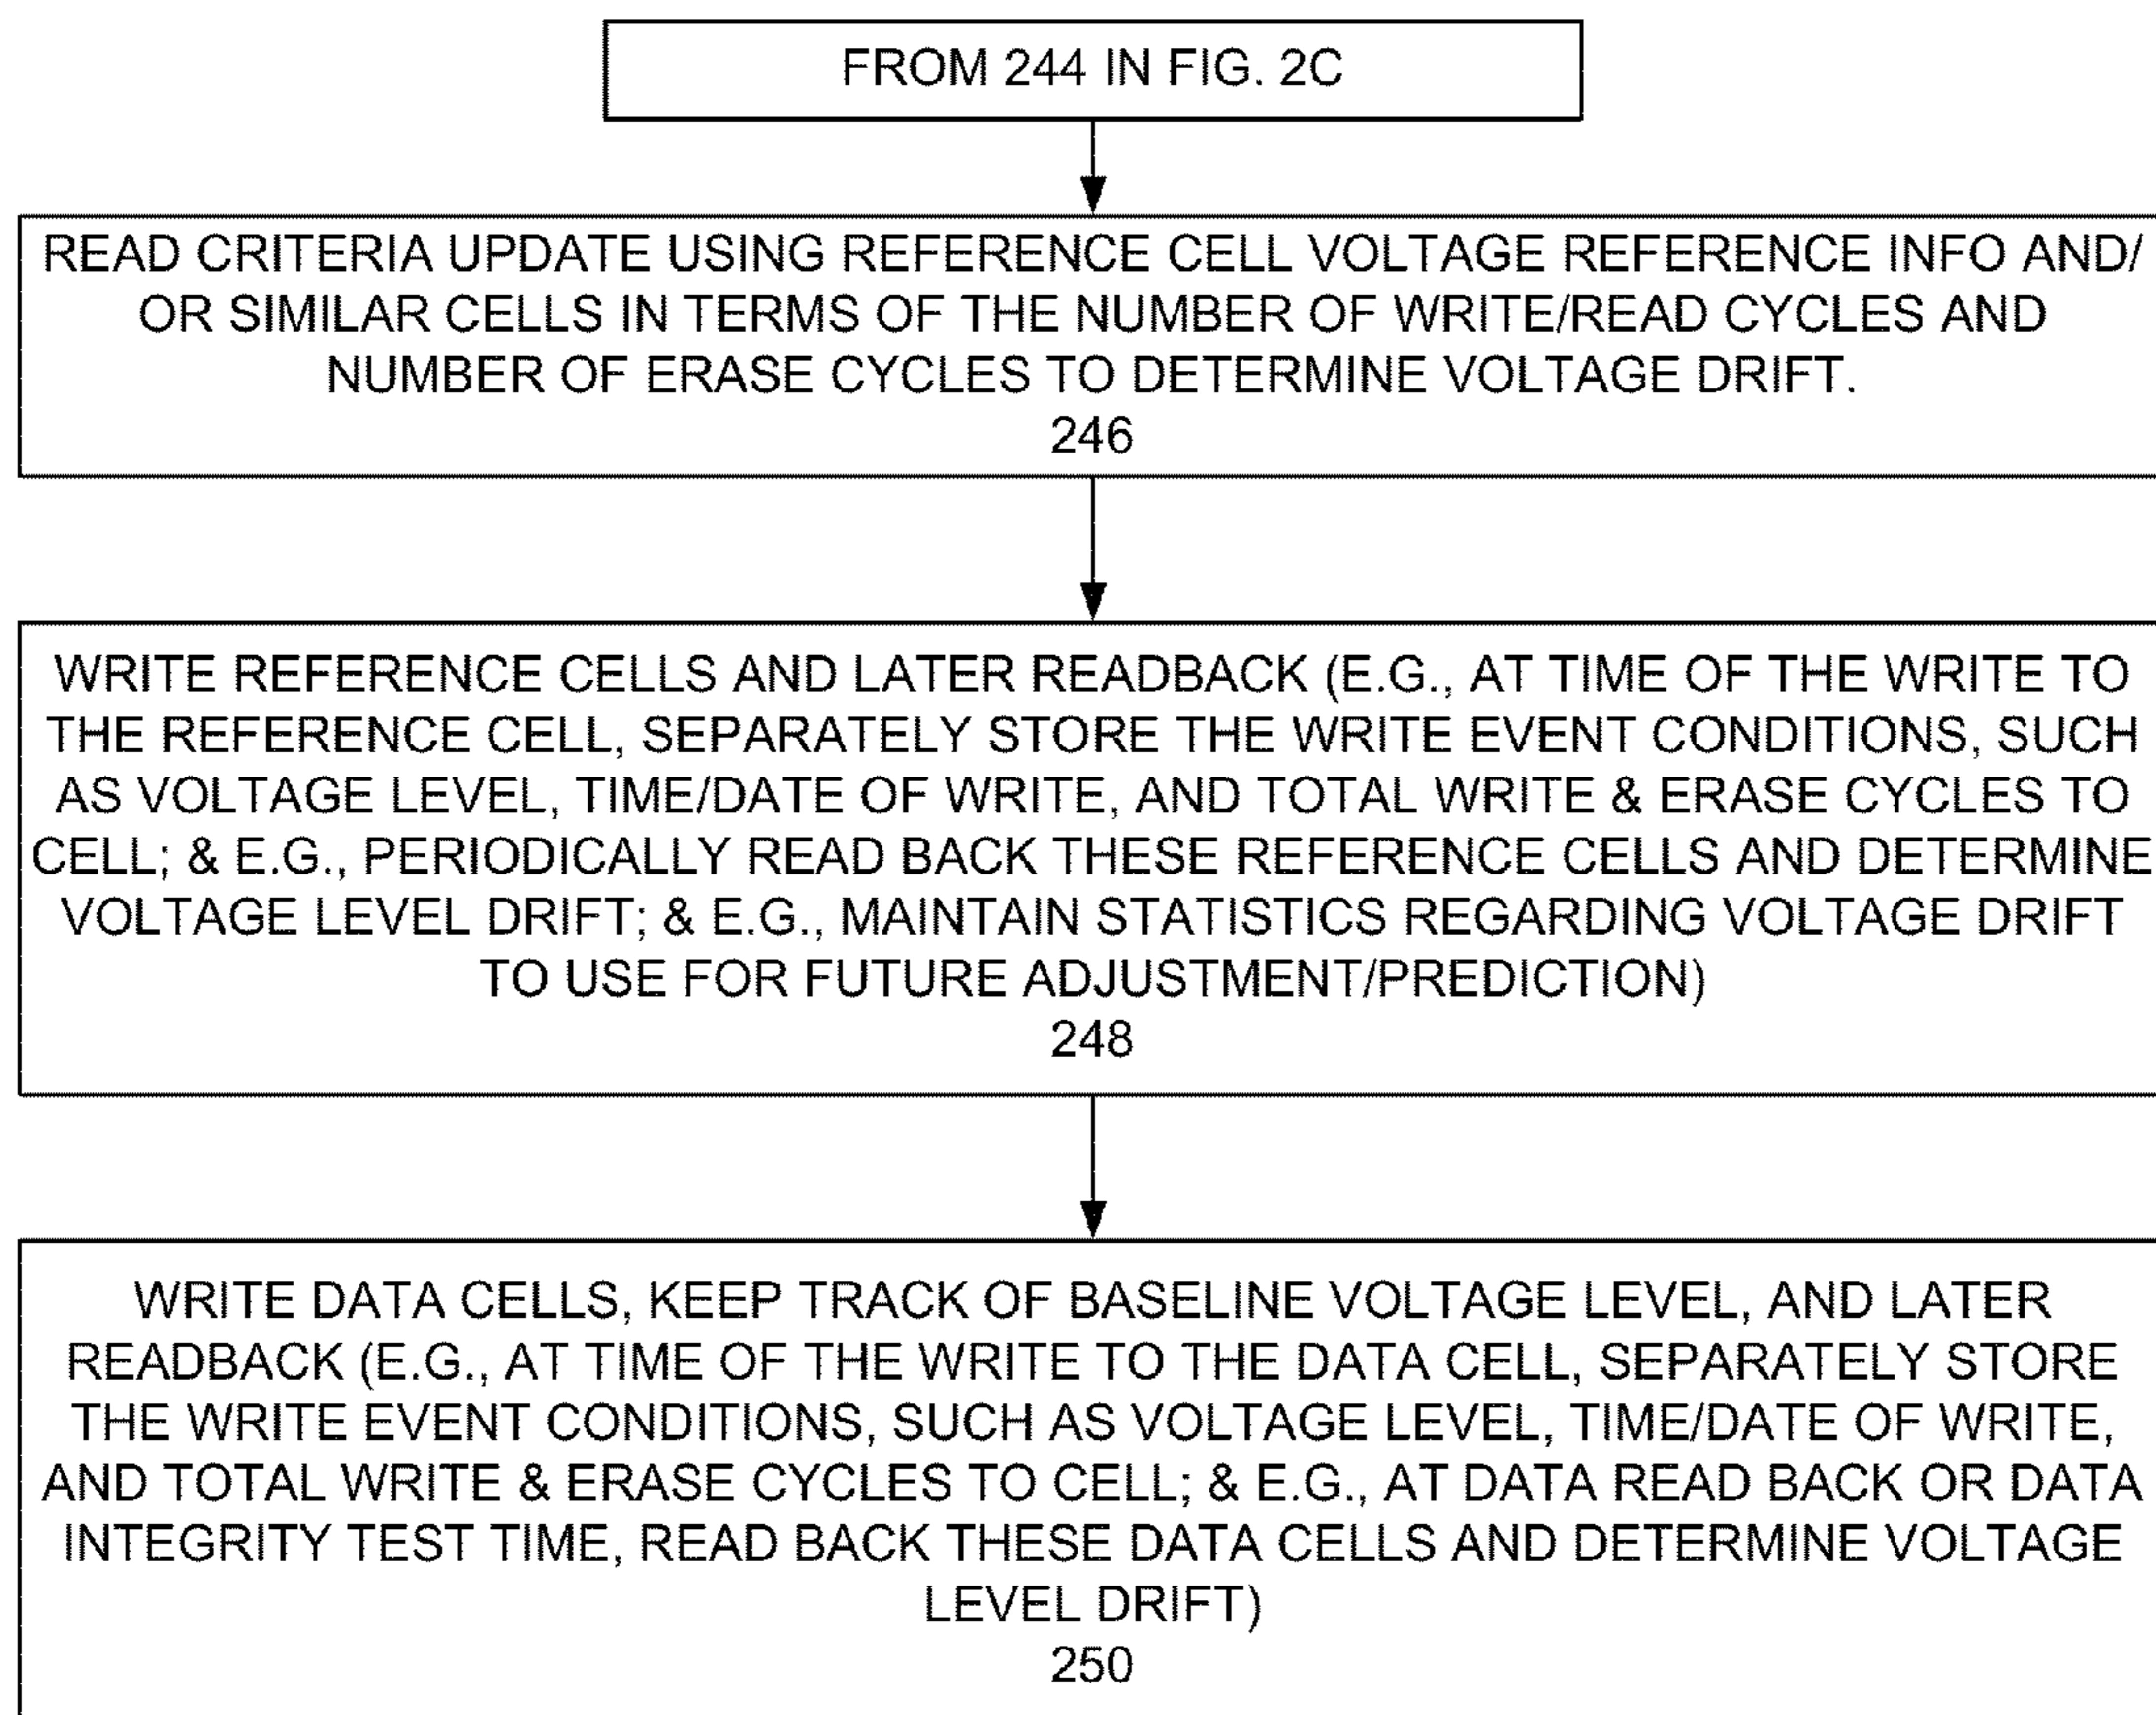 FROM 244 IN FIG. 2C
READ CRITERIA UPDATE USING REFERENCE CELL VOLTAGE REFERENCE INFO AND/
OR SIMILAR CELLS IN TERMS OF THE NUMBER OF WRITE/READ CYCLES AND
NUMBER OF ERASE CYCLES TO DETERMINE VOLTAGE DRIFT.
246
WRITE REFERENCE CELLS AND LATER READBACK (E.G., AT TIME OF THE WRITE TO
THE REFERENCE CELL, SEPARATELY STORE THE WRITE EVENT CONDITIONS, SUCH
AS VOLTAGE LEVEL, TIME/DATE OF WRITE, AND TOTAL WRITE & ERASE CYCLES TO
CELL; & E.G., PERIODICALLY READ BACK THESE REFERENCE CELLS AND DETERMINE
VOLTAGE LEVEL DRIFT; & E.G., MAINTAIN STATISTICS REGARDING VOLTAGE DRIFT
TO USE FOR FUTURE ADJUSTMENT/PREDICTION)
248
WRITE DATA CELLS, KEEP TRACK OF BASELINE VOLTAGE LEVEL, AND LATER
READBACK (E.G., AT TIME OF THE WRITE TO THE DATA CELL, SEPARATELY STORE
THE WRITE EVENT CONDITIONS, SUCH AS VOLTAGE LEVEL, TIME/DATE OF WRITE,
AND TOTAL WRITE & ERASE CYCLES TO CELL; & E.G., AT DATA READ BACK OR DATA
INTEGRITY TEST TIME, READ BACK THESE DATA CELLS AND DETERMINE VOLTAGE
LEVEL DRIFT)
250